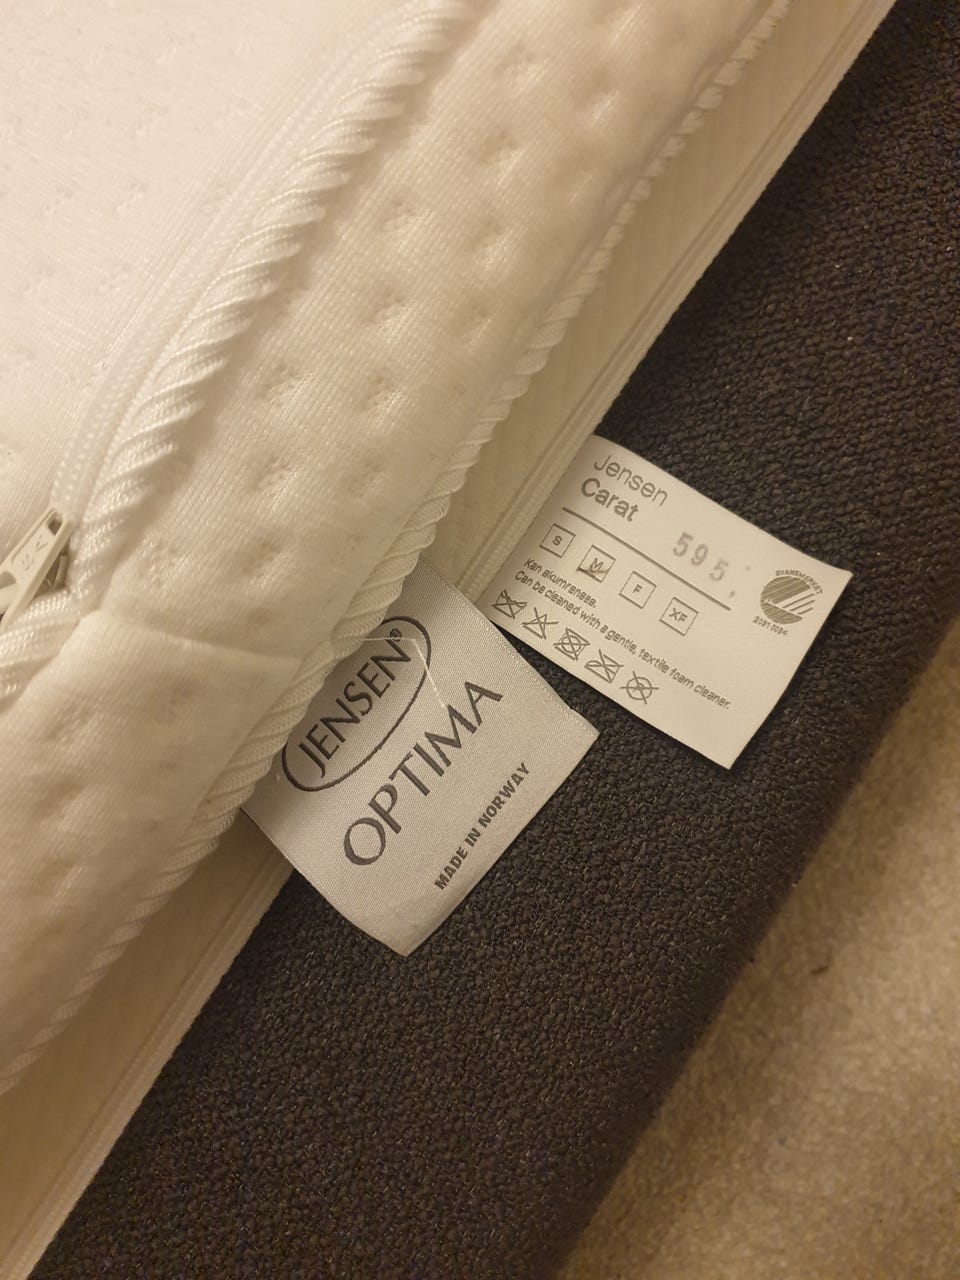 Jensen
Carat
595
S M F XF
Kan skumrenses.
Can be cleaned with a gentle, textile foam cleaner.
SVANEMERKET
JENSEN®
OPTIMA
MADE IN NORWAY